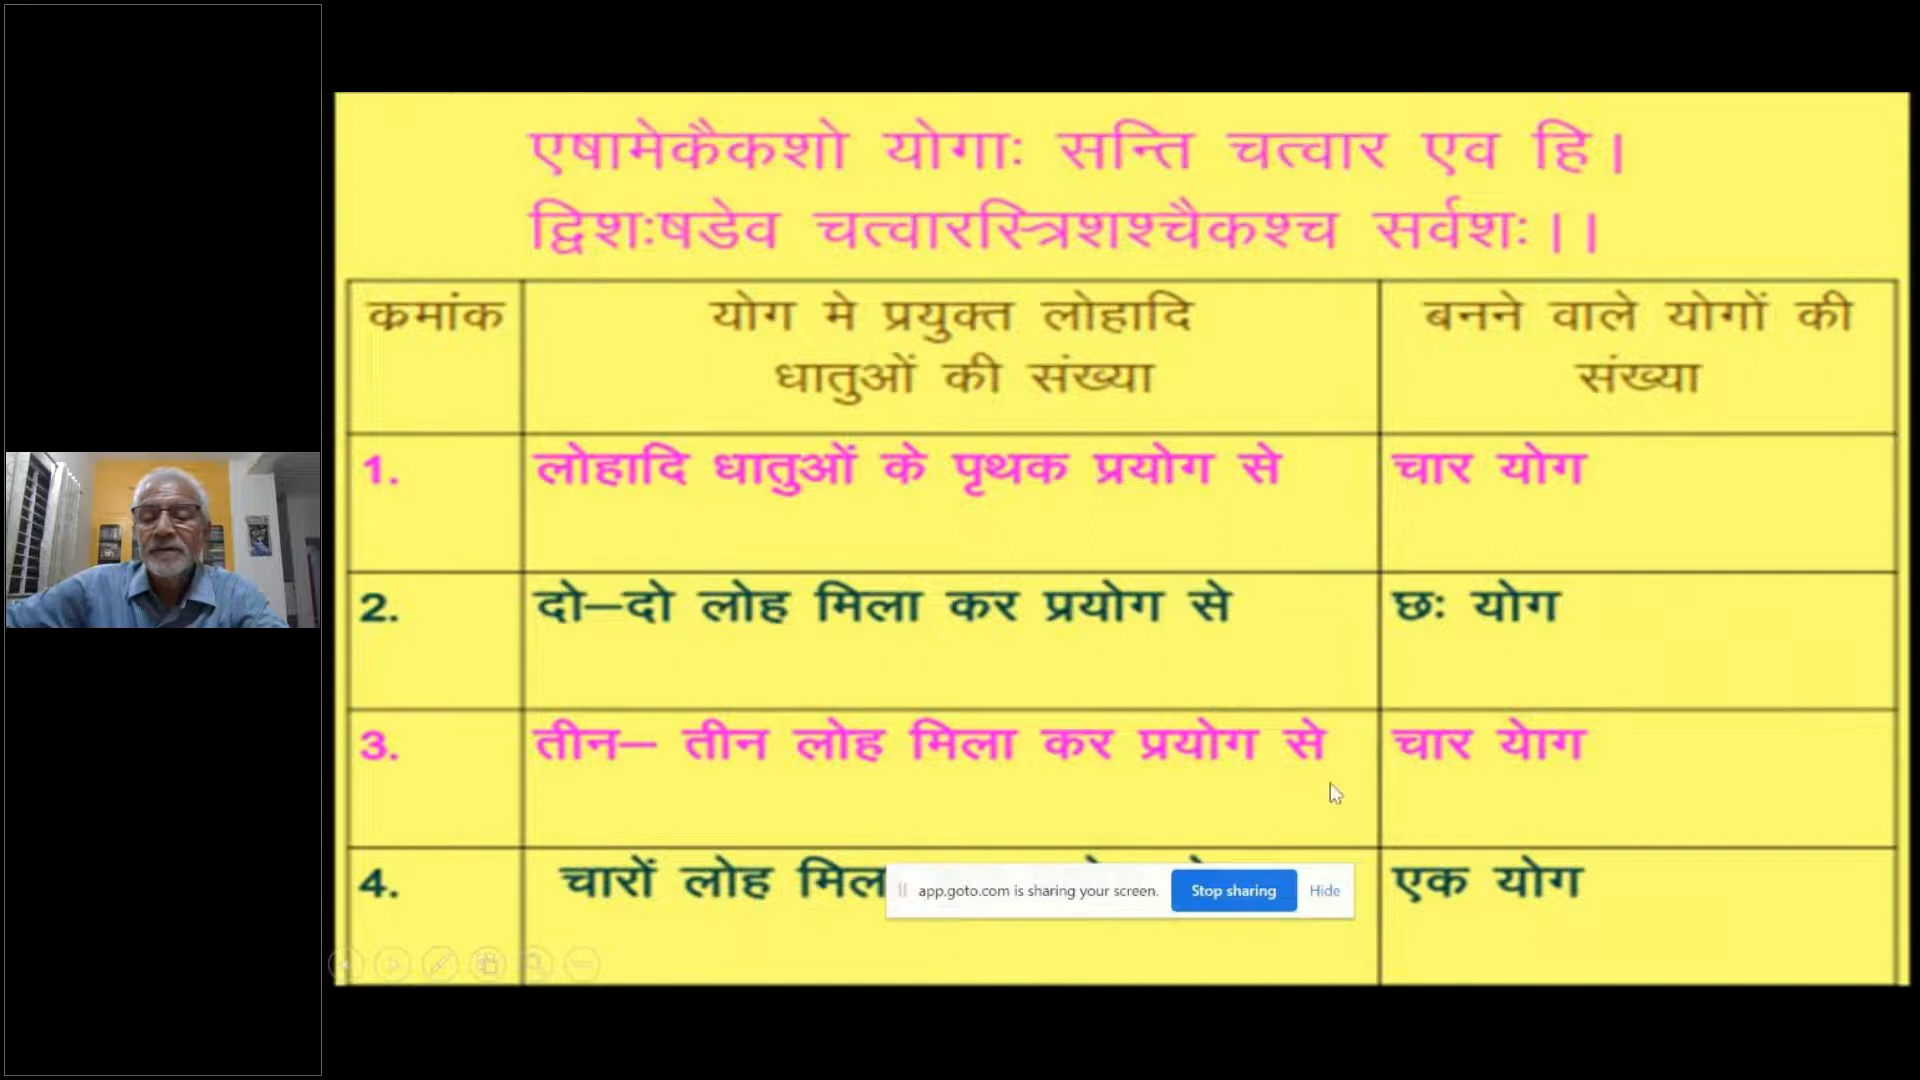 एषामेकैकशो योगाः सन्ति चत्वार एव हि।
द्विशःषडेव चत्वारस्त्रिशश्चैकश्च सर्वशः।।
कमांक
योग मे प्रयुक्त लोहादि
धातुओं की संख्या
बनने वाले योगों की
संख्या
1. लोहादि धातुओं के पृथक प्रयोग से चार योग
2. दो–दो लोह मिला कर प्रयोग से छः योग
3. तीन– तीन लोह मिला कर प्रयोग से चार येाग
4. चारों लोह एक योग
app.goto.com is sharing your screen. Stop sharing Hide